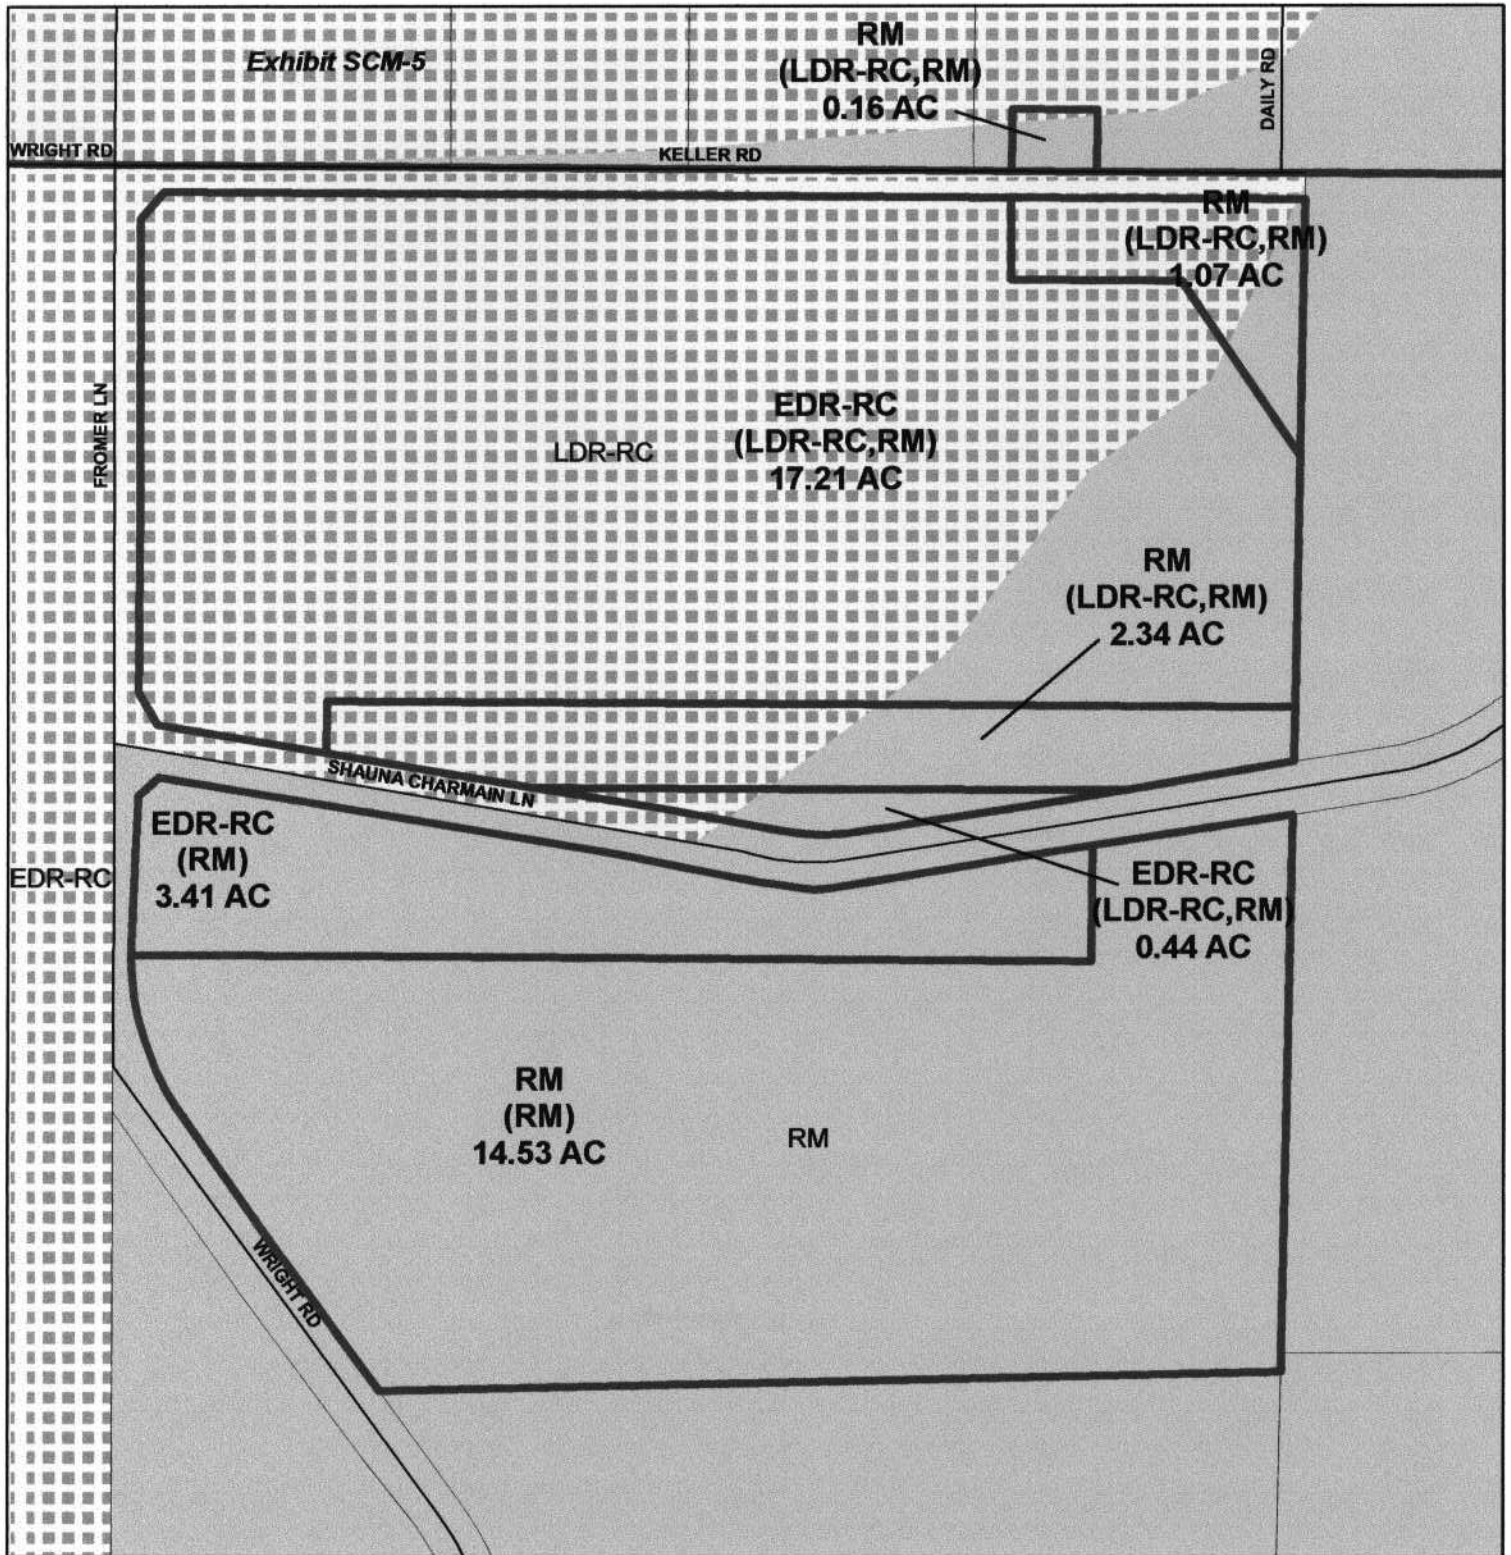 Exhibit SCM-5
RM
(LDR-RC,RM)
0.16 AC
DAILY RD
WRIGHT RD
KELLER RD
RM
(LDR-RC,RM)
1.07 AC
FROMER LN
LDR-RC
EDR-RC
(LDR-RC,RM)
17.21 AC
RM
(LDR-RC,RM)
2.34 AC
SHAUNA CHARMAIN LN
EDR-RC
(RM)
3.41 AC
EDR-RC
EDR-RC
(LDR-RC,RM)
0.44 AC
RM
(RM)
14.53 AC
RM
WRIGHT RD